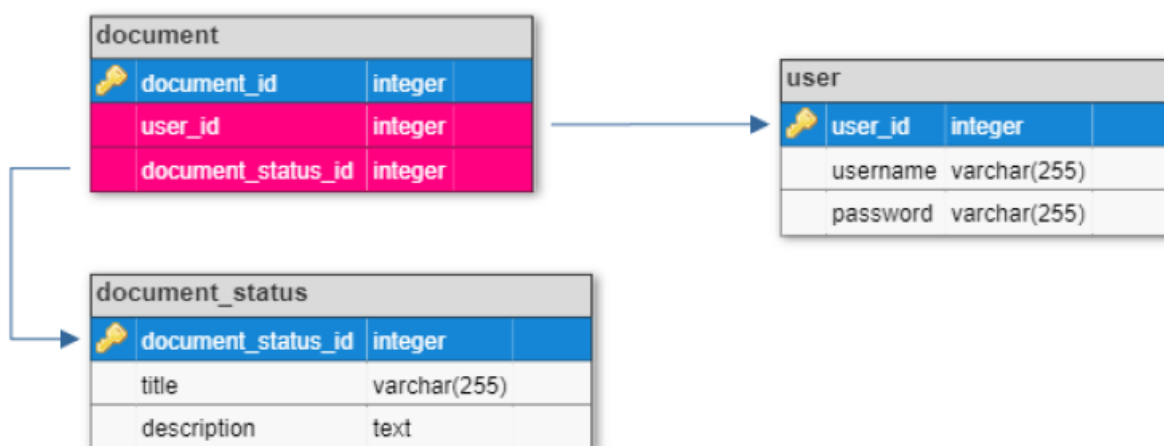 document
document_id integer
user_id integer
document_status_id integer
user
user_id integer
username varchar(255)
password varchar(255)
document_status
document_status_id integer
title varchar(255)
description text